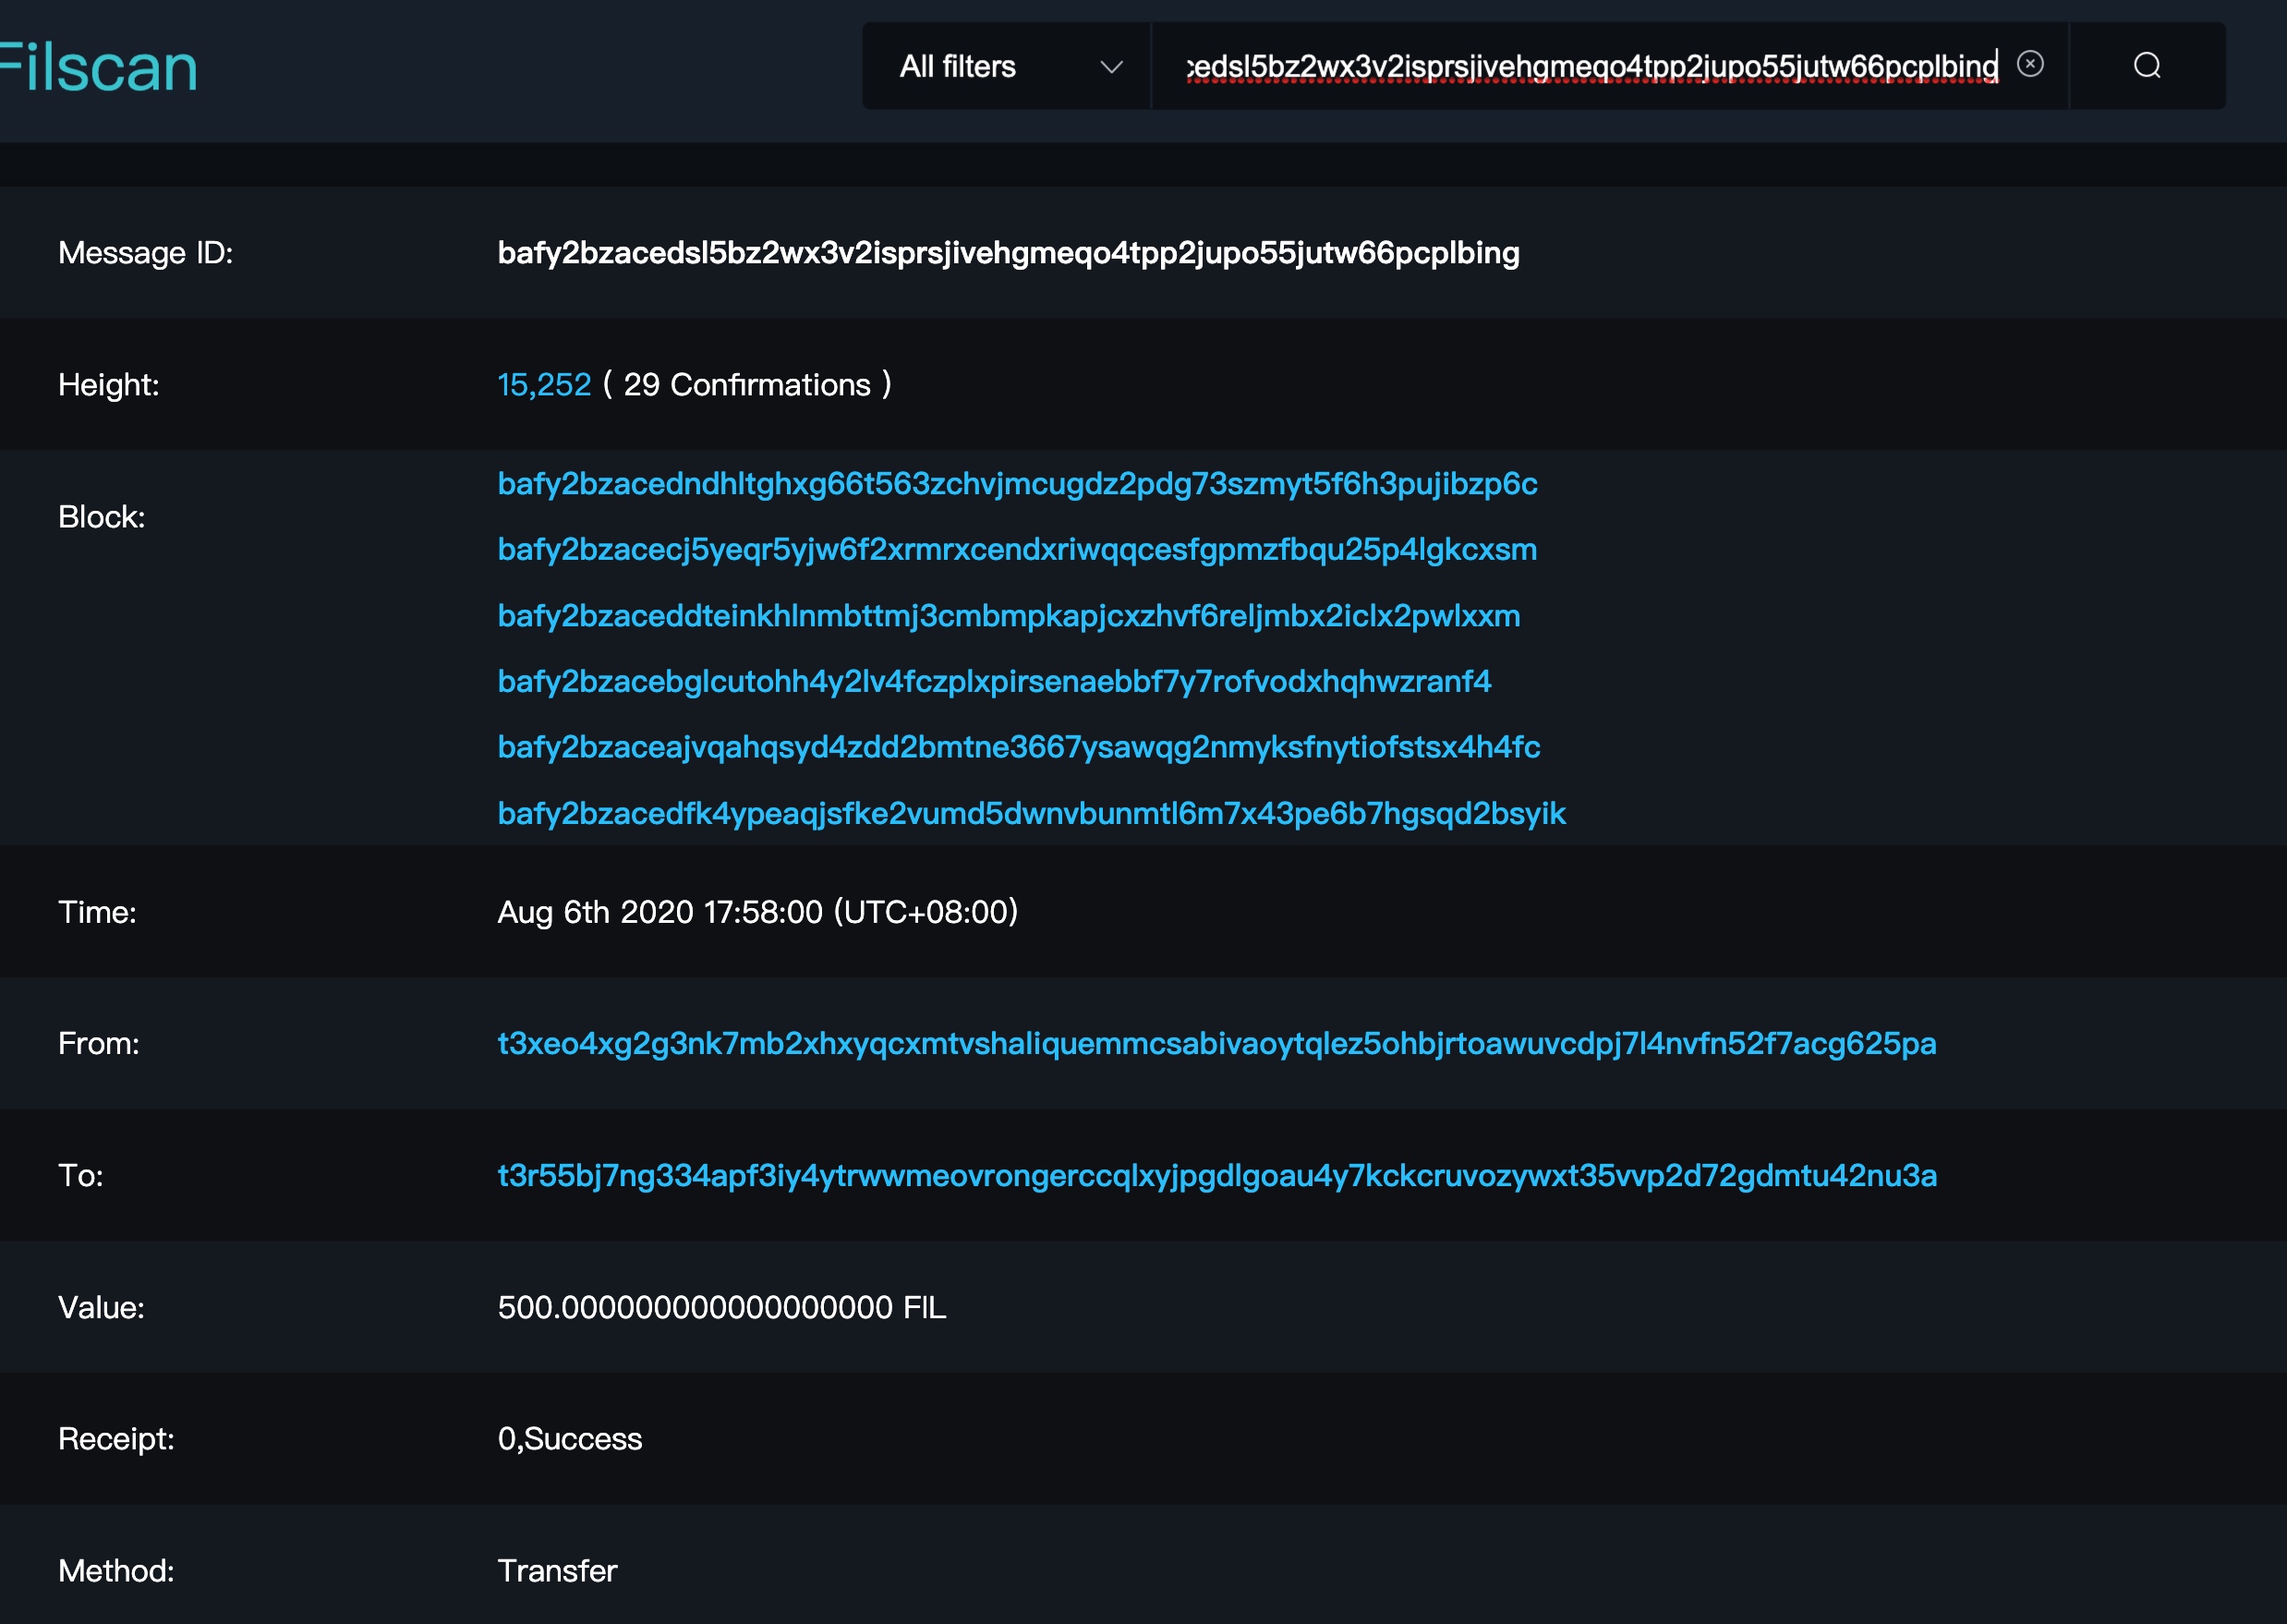 Filscan
All filters
cedsl5bz2wx3v2isprsjivehgmeqo4tpp2jupo55jutw66pcplbing
Message ID: bafy2bzacedsl5bz2wx3v2isprsjivehgmeqo4tpp2jupo55jutw66pcplbing
Height: 15,252 ( 29 Confirmations )
Block: bafy2bzacedndhltghxg66t563zchvjmcugdz2pdg73szmyt5f6h3pujibzp6c
bafy2bzacecj5yeqr5yjw6f2xrmrxcendxriwqqcesfgpmzfbqu25p4lgkcxsm
bafy2bzaceddteinkhlnmbttmj3cmbmpkapjcxzhvf6reljmbx2iclx2pwlxxm
bafy2bzacebglcutohh4y2lv4fczplxpirsenaebbf7y7rofvodxhqhwzranf4
bafy2bzaceajvqahqsyd4zdd2bmtne3667ysawqg2nmyksfnytiofstsx4h4fc
bafy2bzacedfk4ypeaqjsfke2vumd5dwnvbunmtl6m7x43pe6b7hgsqd2bsyik
Time: Aug 6th 2020 17:58:00 (UTC+08:00)
From: t3xeo4xg2g3nk7mb2xhxyqcxmtvshaliquemmcsabivaoytqlez5ohbjrtoawuvcdpj7l4nvfn52f7acg625pa
To: t3r55bj7ng334apf3iy4ytrwwmeovrongerccqlxyjpgdlgoau4y7kckcruvozywxt35vvp2d72gdmtu42nu3a
Value: 500.000000000000000000 FIL
Receipt: 0,Success
Method: Transfer